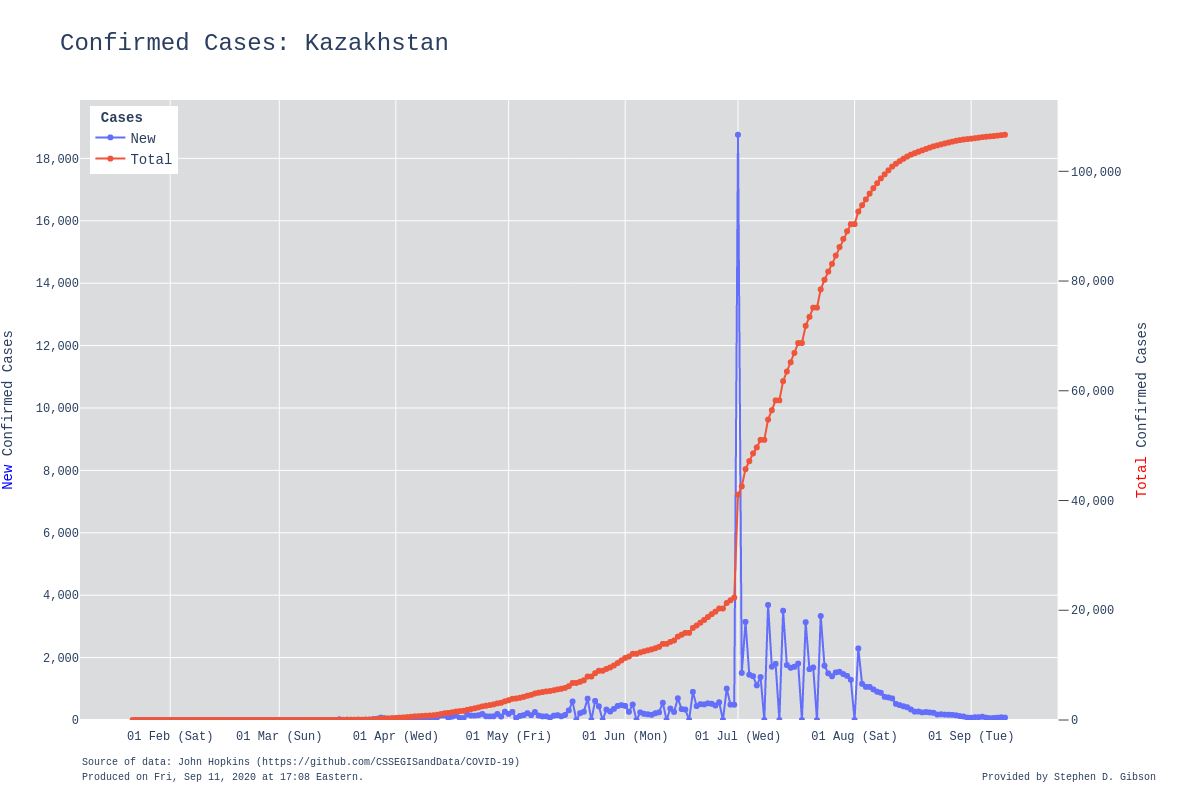 Confirmed Cases: Kazakhstan
Cases
New
Total
18,000
16,000
14,000
12,000
10,000
8,000
6,000
4,000
2,000
0
New Confirmed Cases
100,000
80,000
60,000
40,000
20,000
0
Total Confirmed Cases
01 Feb (Sat) 01 Mar (Sun) 01 Apr (Wed) 01 May (Fri) 01 Jun (Mon) 01 Jul (Wed) 01 Aug (Sat) 01 Sep (Tue)
Source of data: John Hopkins (https://github.com/CSSEGISandData/COVID-19)
Produced on Fri, Sep 11, 2020 at 17:08 Eastern.
Provided by Stephen D. Gibson